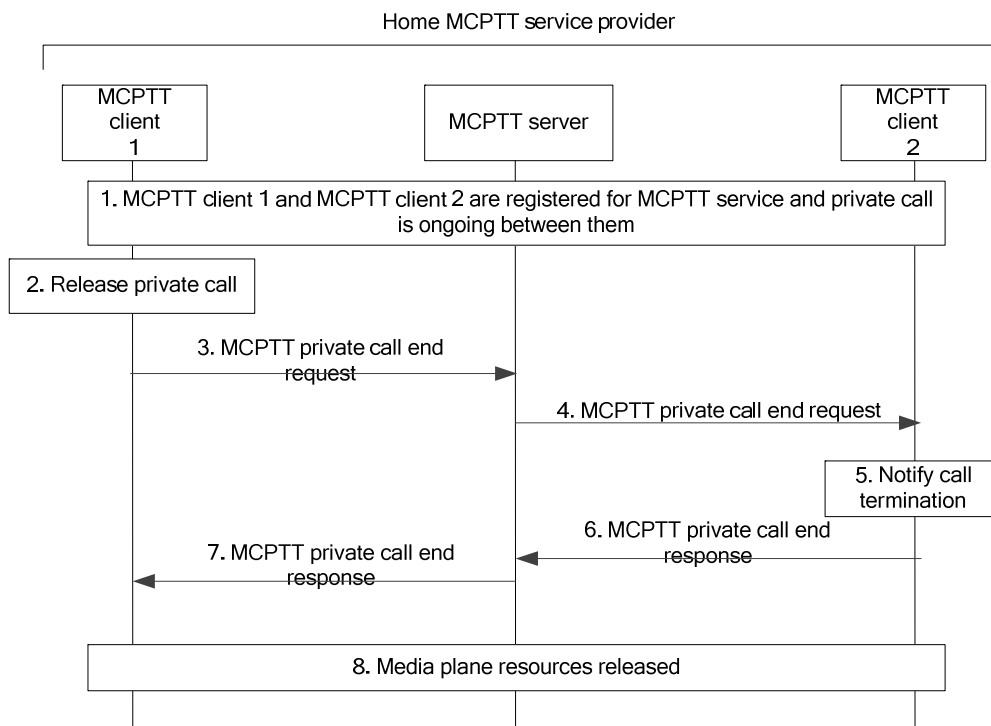 Home MCPTT service provider
MCPTT
client
1
MCPTT server
MCPTT
client
2
1. MCPTT client 1 and MCPTT client 2 are registered for MCPTT service and private call
is ongoing between them
2. Release private call
3. MCPTT private call end
request
4. MCPTT private call end request
5. Notify call
termination
6. MCPTT private call end
response
7. MCPTT private call end
response
8. Media plane resources released